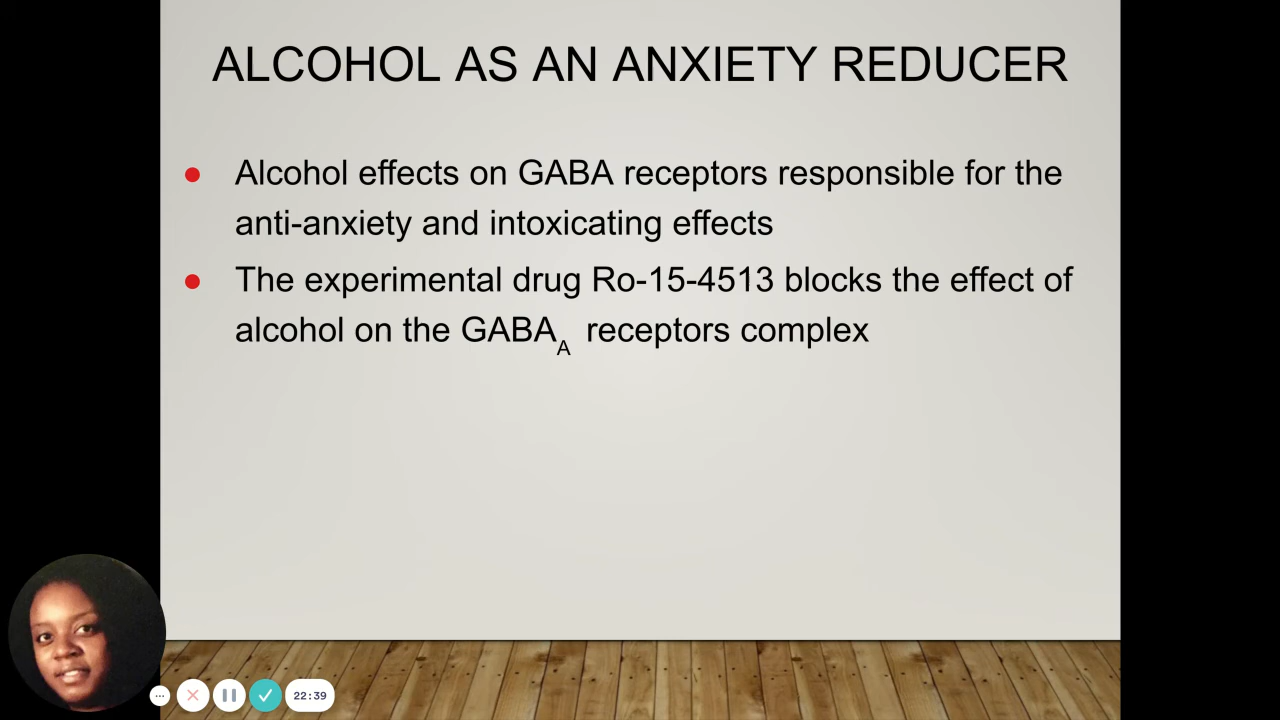 ALCOHOL AS AN ANXIETY REDUCER
Alcohol effects on GABA receptors responsible for the
anti-anxiety and intoxicating effects
The experimental drug Ro-15-4513 blocks the effect of
alcohol on the GABAA receptors complex
22:39